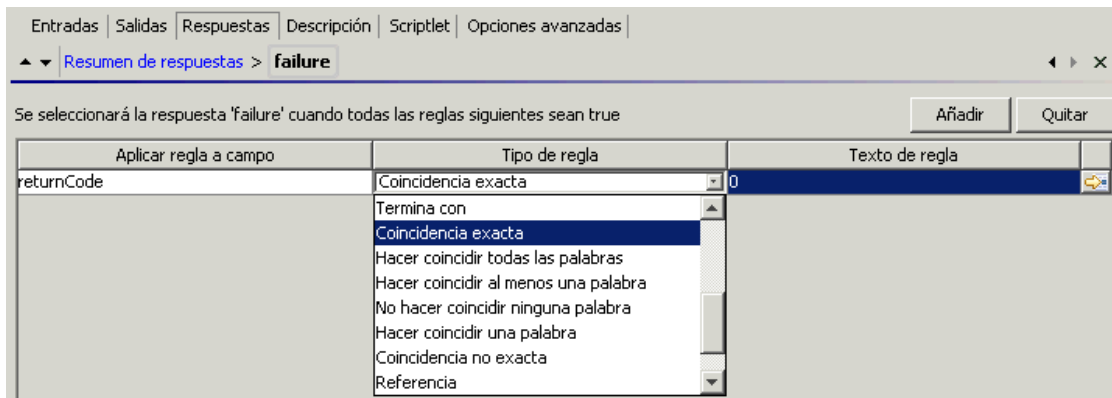 Entradas Salidas Respuestas Descripción Scriptlet Opciones avanzadas
Resumen de respuestas > failure
Se seleccionará la respuesta 'failure' cuando todas las reglas siguientes sean true Añadir Quitar
Aplicar regla a campo Tipo de regla Texto de regla
returnCode Coincidencia exacta 0
Termina con
Coincidencia exacta
Hacer coincidir todas las palabras
Hacer coincidir al menos una palabra
No hacer coincidir ninguna palabra
Hacer coincidir una palabra
Coincidencia no exacta
Referencia